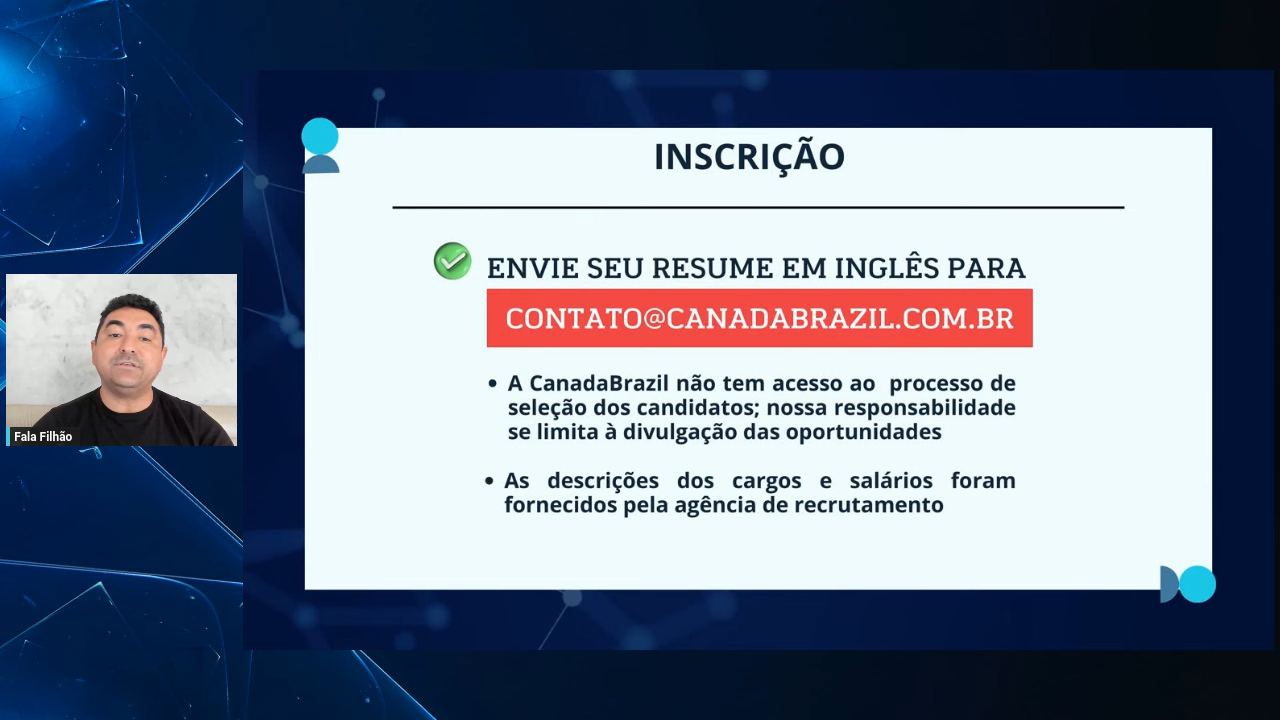 INSCRIÇÃO
ENVIE SEU RESUME EM INGLÊS PARA
CONTATO@CANADABRAZIL.COM.BR
• A CanadaBrazil não tem acesso ao processo de
seleção dos candidatos; nossa responsabilidade
se limita à divulgação das oportunidades
• As descrições dos cargos e salários foram
fornecidos pela agência de recrutamento
Fala Filhão